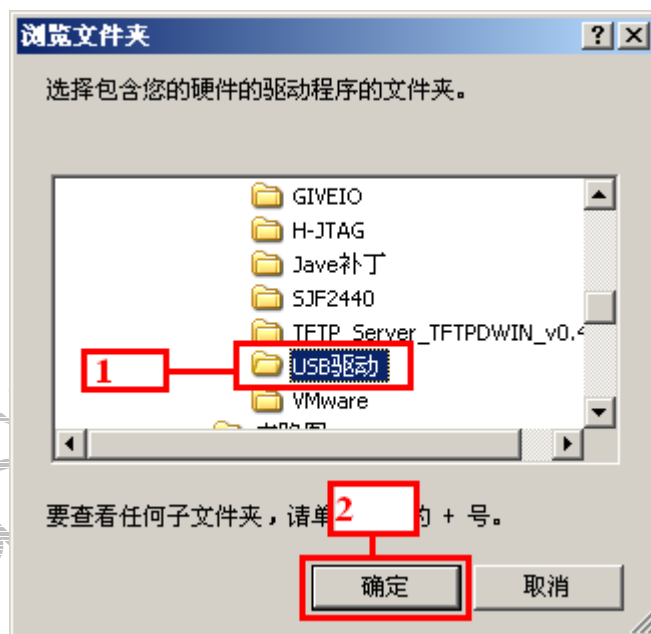 浏览文件夹
选择包含您的硬件的驱动程序的文件夹。
GIVEIO
H-JTAG
Jave补丁
SJF2440
TFTP_Server_TFTPDWIN_v0.4
1
USB驱动
VMware
要查看任何子文件夹，请单 2 的 + 号。
确定 取消